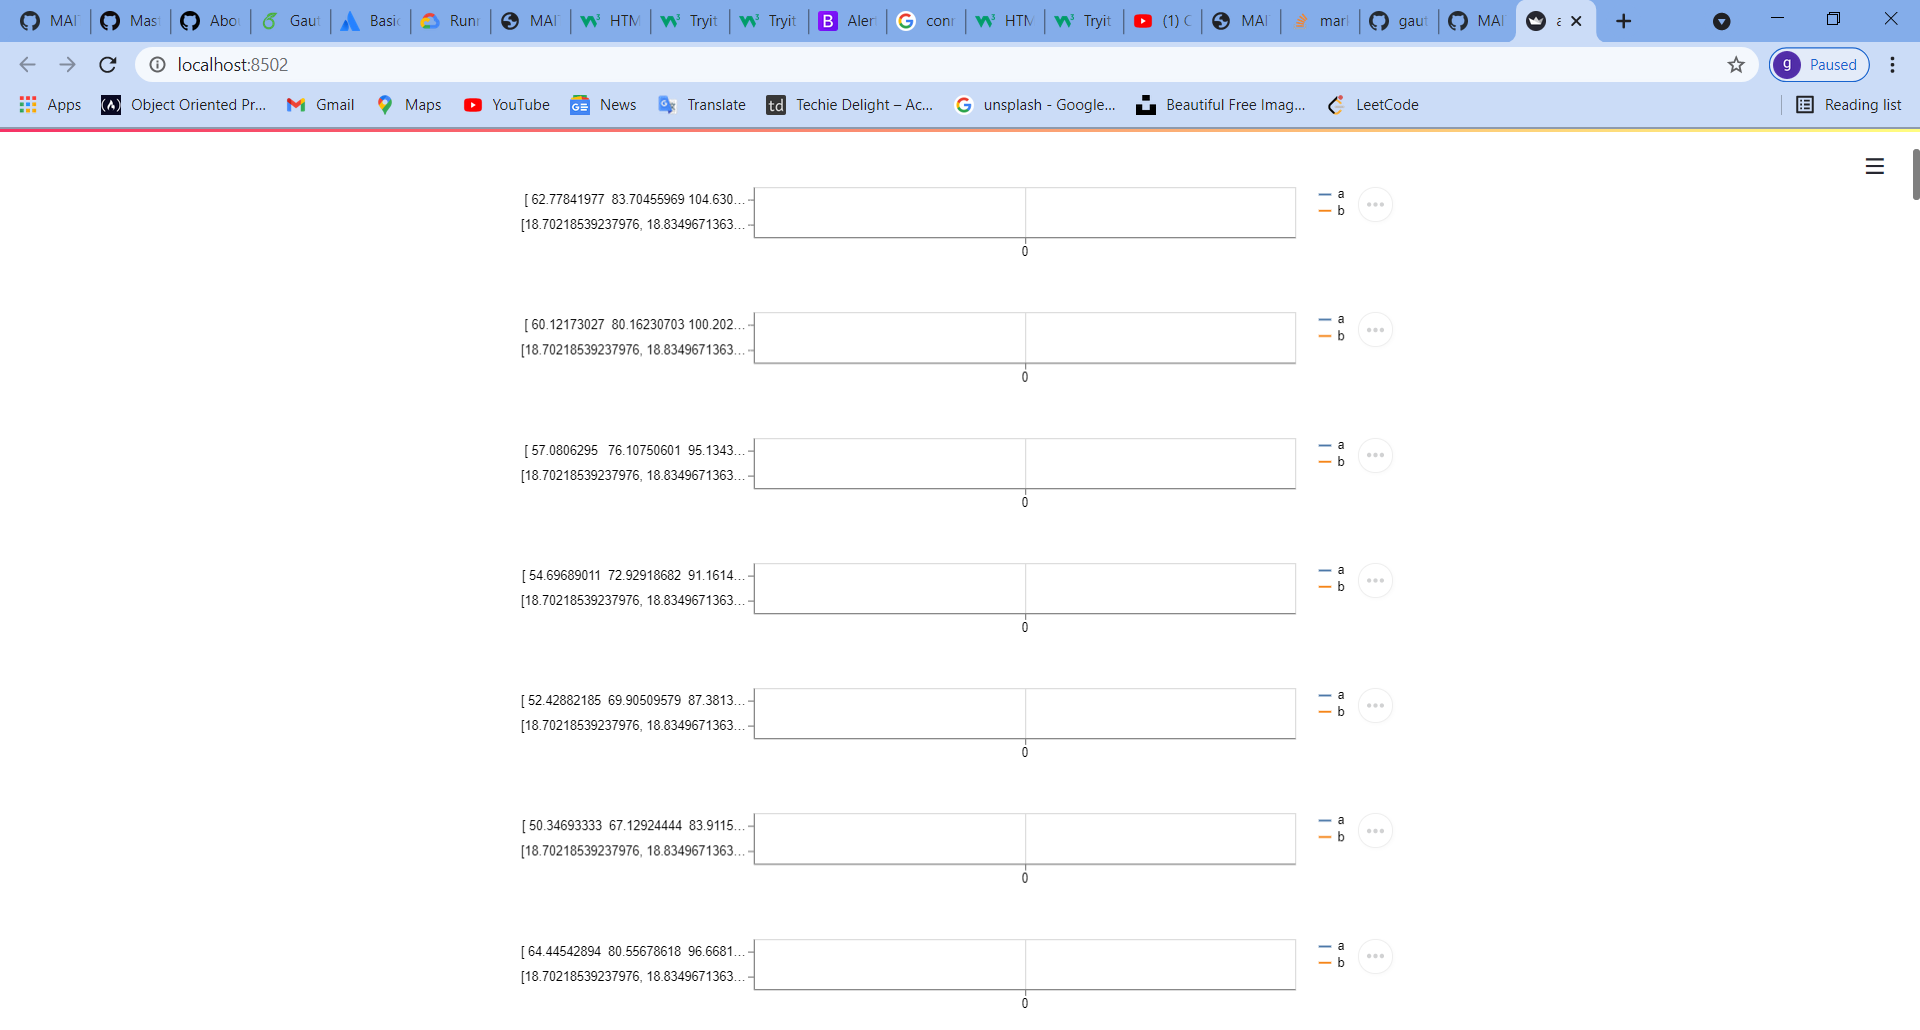 MAI Mast Abo Gaut Basic Runn MAI HTM Tryit Tryit Aler conn HTM Tryit (1) C MAI mark gaut MAI a
localhost:8502
g Paused
Apps Object Oriented Pr... Gmail Maps YouTube News Translate td Techie Delight – Ac... unsplash - Google... Beautiful Free Imag... LeetCode Reading list
[ 62.77841977 83.70455969 104.630... a
[18.70218539237976, 18.8349671363... b
0
[ 60.12173027 80.16230703 100.202... a
[18.70218539237976, 18.8349671363... b
0
[ 57.0806295 76.10750601 95.1343... a
[18.70218539237976, 18.8349671363... b
0
[ 54.69689011 72.92918682 91.1614... a
[18.70218539237976, 18.8349671363... b
0
[ 52.42882185 69.90509579 87.3813... a
[18.70218539237976, 18.8349671363... b
0
[ 50.34693333 67.12924444 83.9115... a
[18.70218539237976, 18.8349671363... b
0
[ 64.44542894 80.55678618 96.6681... a
[18.70218539237976, 18.8349671363... b
0